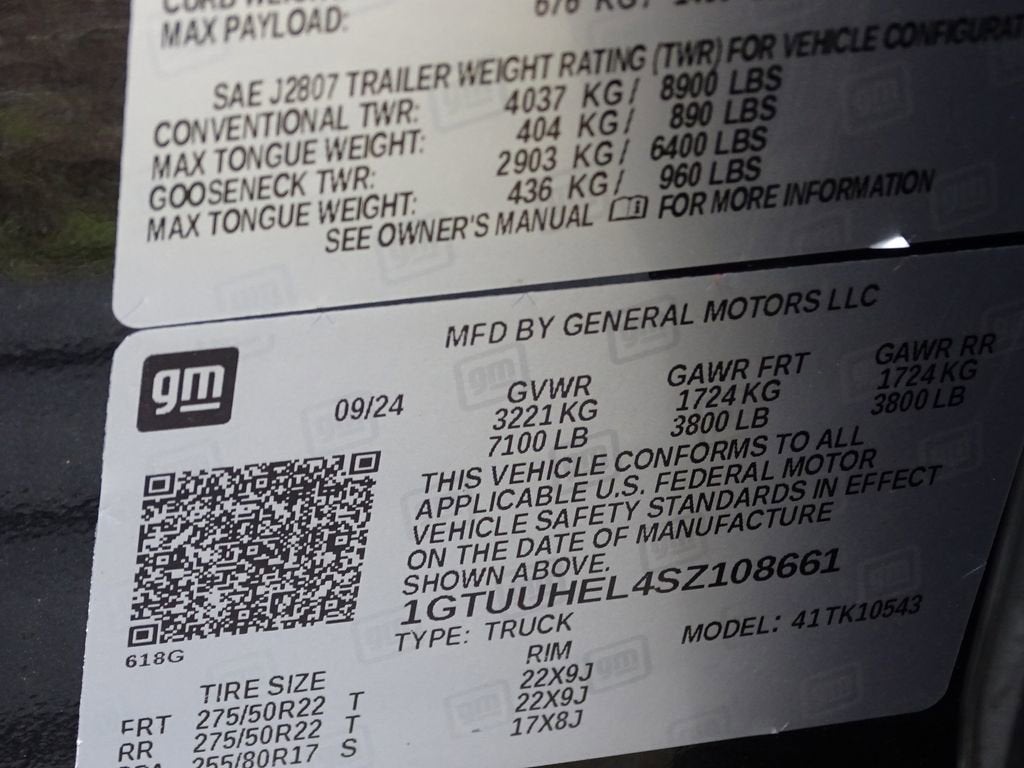 MAX PAYLOAD:
SAE J2807 TRAILER WEIGHT RATING (TWR) FOR VEHICLE
CONVENTIONAL TWR: 4037 KG/ 8900 LBS
MAX TONGUE WEIGHT: 404 KG/ 890 LBS
GOOSENECK TWR: 2903 KG/ 6400 LBS
MAX TONGUE WEIGHT: 436 KG/ 960 LBS
SEE OWNER'S MANUAL FOR MORE INFORMATION
MFD BY GENERAL MOTORS LLC
gm
09/24 GVWR GAWR FRT GAWR RR
3221 KG 1724 KG 1724 KG
7100 LB 3800 LB 3800 LB
THIS VEHICLE CONFORMS TO ALL
APPLICABLE U.S. FEDERAL MOTOR
VEHICLE SAFETY STANDARDS IN EFFECT
ON THE DATE OF MANUFACTURE
SHOWN ABOVE.
1GTUUHEL4SZ108661
TYPE: TRUCK MODEL: 41TK10543
618G
TIRE SIZE RIM
FRT 275/50R22 T 22X9J
RR 275/50R22 T 22X9J
255/80R17 S 17X8J